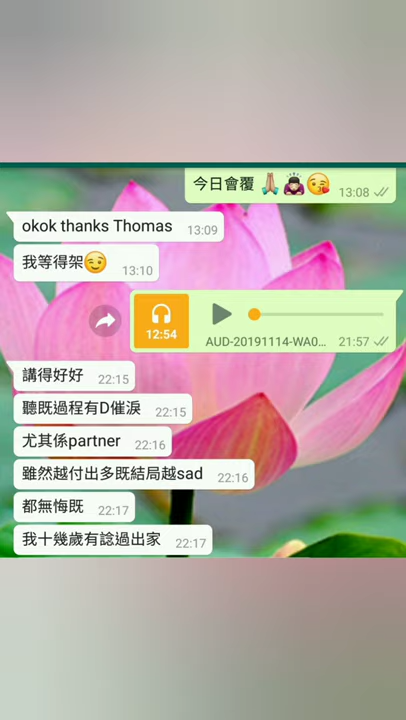 今日會覆 🙏🙇😘 13:08
okok thanks Thomas 13:09
我等得架😉 13:10
12:54
AUD-20191114-WA0... 21:57
講得好好 22:15
聽既過程有D催淚 22:15
尤其係partner 22:16
雖然越付出多既結局越sad 22:16
都無悔既 22:17
我十幾歲有諗過出家 22:17